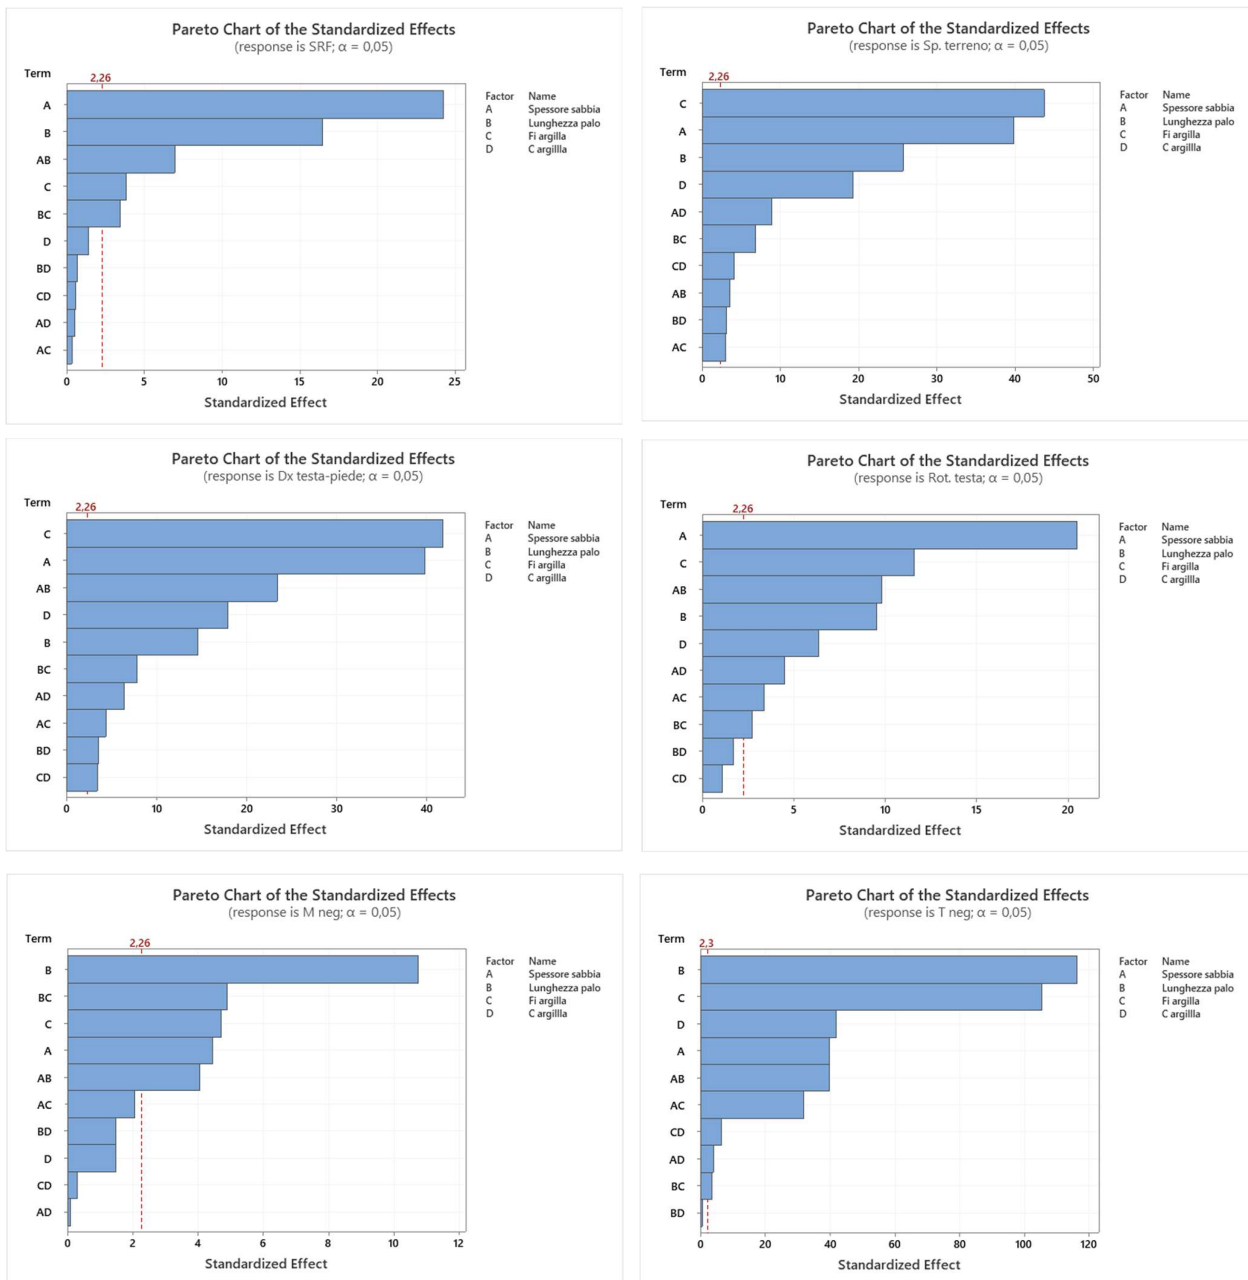 Pareto Chart of the Standardized Effects
(response is SRF; α = 0,05)
Term
2,26
A
B
AB
C
BC
D
BD
CD
AD
AC
0 5 10 15 20 25
Standardized Effect
Factor Name
A Spessore sabbia
B Lunghezza palo
C Fi argilla
D C argillla
Pareto Chart of the Standardized Effects
(response is Sp. terreno; α = 0,05)
Term
2,26
C
A
B
D
AD
BC
CD
AB
BD
AC
0 10 20 30 40 50
Standardized Effect
Factor Name
A Spessore sabbia
B Lunghezza palo
C Fi argilla
D C argillla
Pareto Chart of the Standardized Effects
(response is Dx testa-piede; α = 0,05)
Term
2,26
C
A
AB
D
B
BC
AD
AC
BD
CD
0 10 20 30 40
Standardized Effect
Factor Name
A Spessore sabbia
B Lunghezza palo
C Fi argilla
D C argillla
Pareto Chart of the Standardized Effects
(response is Rot. testa; α = 0,05)
Term
2,26
A
C
AB
B
D
AD
AC
BC
BD
CD
0 5 10 15 20
Standardized Effect
Factor Name
A Spessore sabbia
B Lunghezza palo
C Fi argilla
D C argillla
Pareto Chart of the Standardized Effects
(response is M neg; α = 0,05)
Term
2,26
B
BC
C
A
AB
AC
BD
D
CD
AD
0 2 4 6 8 10 12
Standardized Effect
Factor Name
A Spessore sabbia
B Lunghezza palo
C Fi argilla
D C argillla
Pareto Chart of the Standardized Effects
(response is T neg; α = 0,05)
Term
2,3
B
C
D
A
AB
AC
CD
AD
BC
BD
0 20 40 60 80 100 120
Standardized Effect
Factor Name
A Spessore sabbia
B Lunghezza palo
C Fi argilla
D C argillla